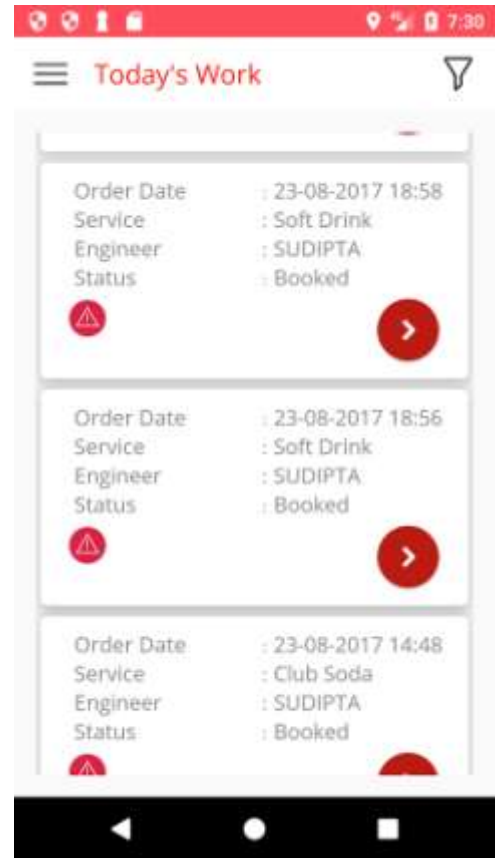 7:30
Today's Work
Order Date : 23-08-2017 18:58
Service : Soft Drink
Engineer : SUDIPTA
Status : Booked
Order Date : 23-08-2017 18:56
Service : Soft Drink
Engineer : SUDIPTA
Status : Booked
Order Date : 23-08-2017 14:48
Service : Club Soda
Engineer : SUDIPTA
Status : Booked